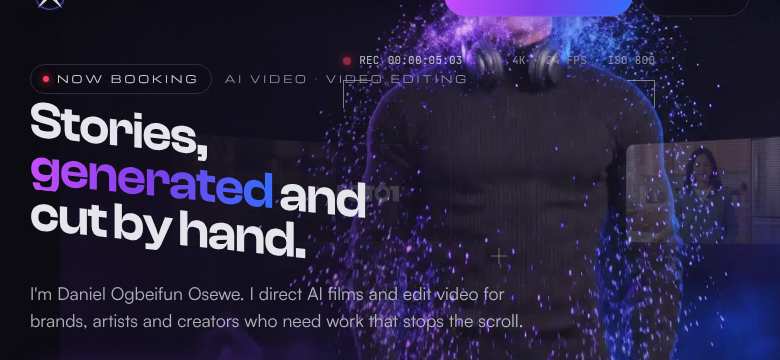 REC 00:00:05:03
4K · 24 FPS ISO 800
NOW BOOKING
AI VIDEO · VIDEO EDITING
Stories,
generated and
cut by hand.
I'm Daniel Ogbeifun Osewe. I direct AI films and edit video for
brands, artists and creators who need work that stops the scroll.